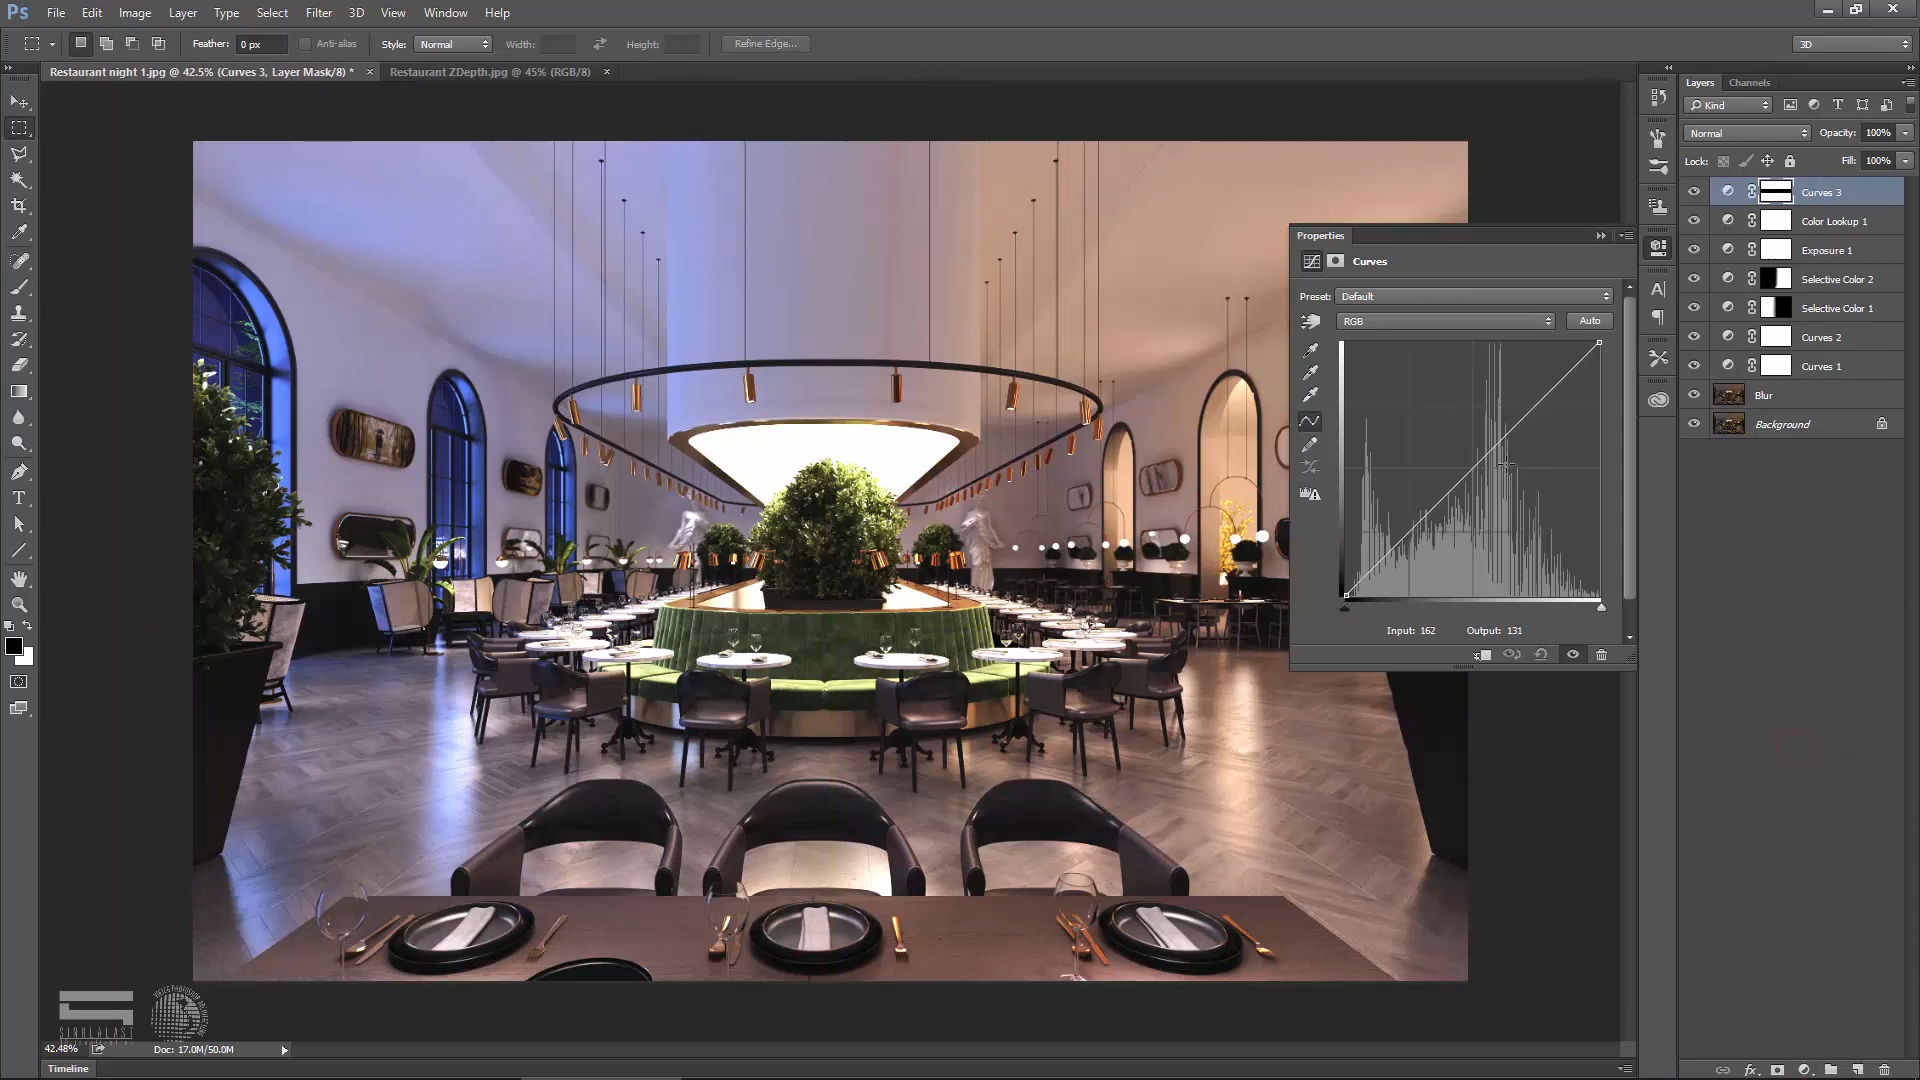 Ps File Edit Image Layer Type Select Filter 3D View Window Help
Feather: 0 px Anti-alias Style: Normal Width: Height: Refine Edge... 3D
Restaurant night 1.jpg @ 42.5% (Curves 3, Layer Mask/8) * × Restaurant ZDepth.jpg @ 45% (RGB/8) ×
Layers Channels
Kind
Normal Opacity: 100%
Lock: Fill: 100%
Curves 3
Color Lookup 1
Exposure 1
Selective Color 2
Selective Color 1
Curves 2
Curves 1
Blur
Background
Properties
Curves
Preset: Default
RGB Auto
Input: 162 Output: 131
SINHLALAST
42.48% Doc: 17.0M/50.0M
Timeline